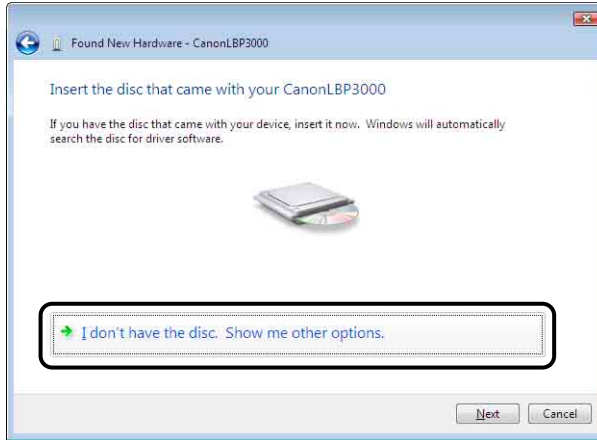 Found New Hardware - CanonLBP3000
Insert the disc that came with your CanonLBP3000
If you have the disc that came with your device, insert it now.  Windows will automatically
search the disc for driver software.
I don't have the disc.  Show me other options.
Next
Cancel